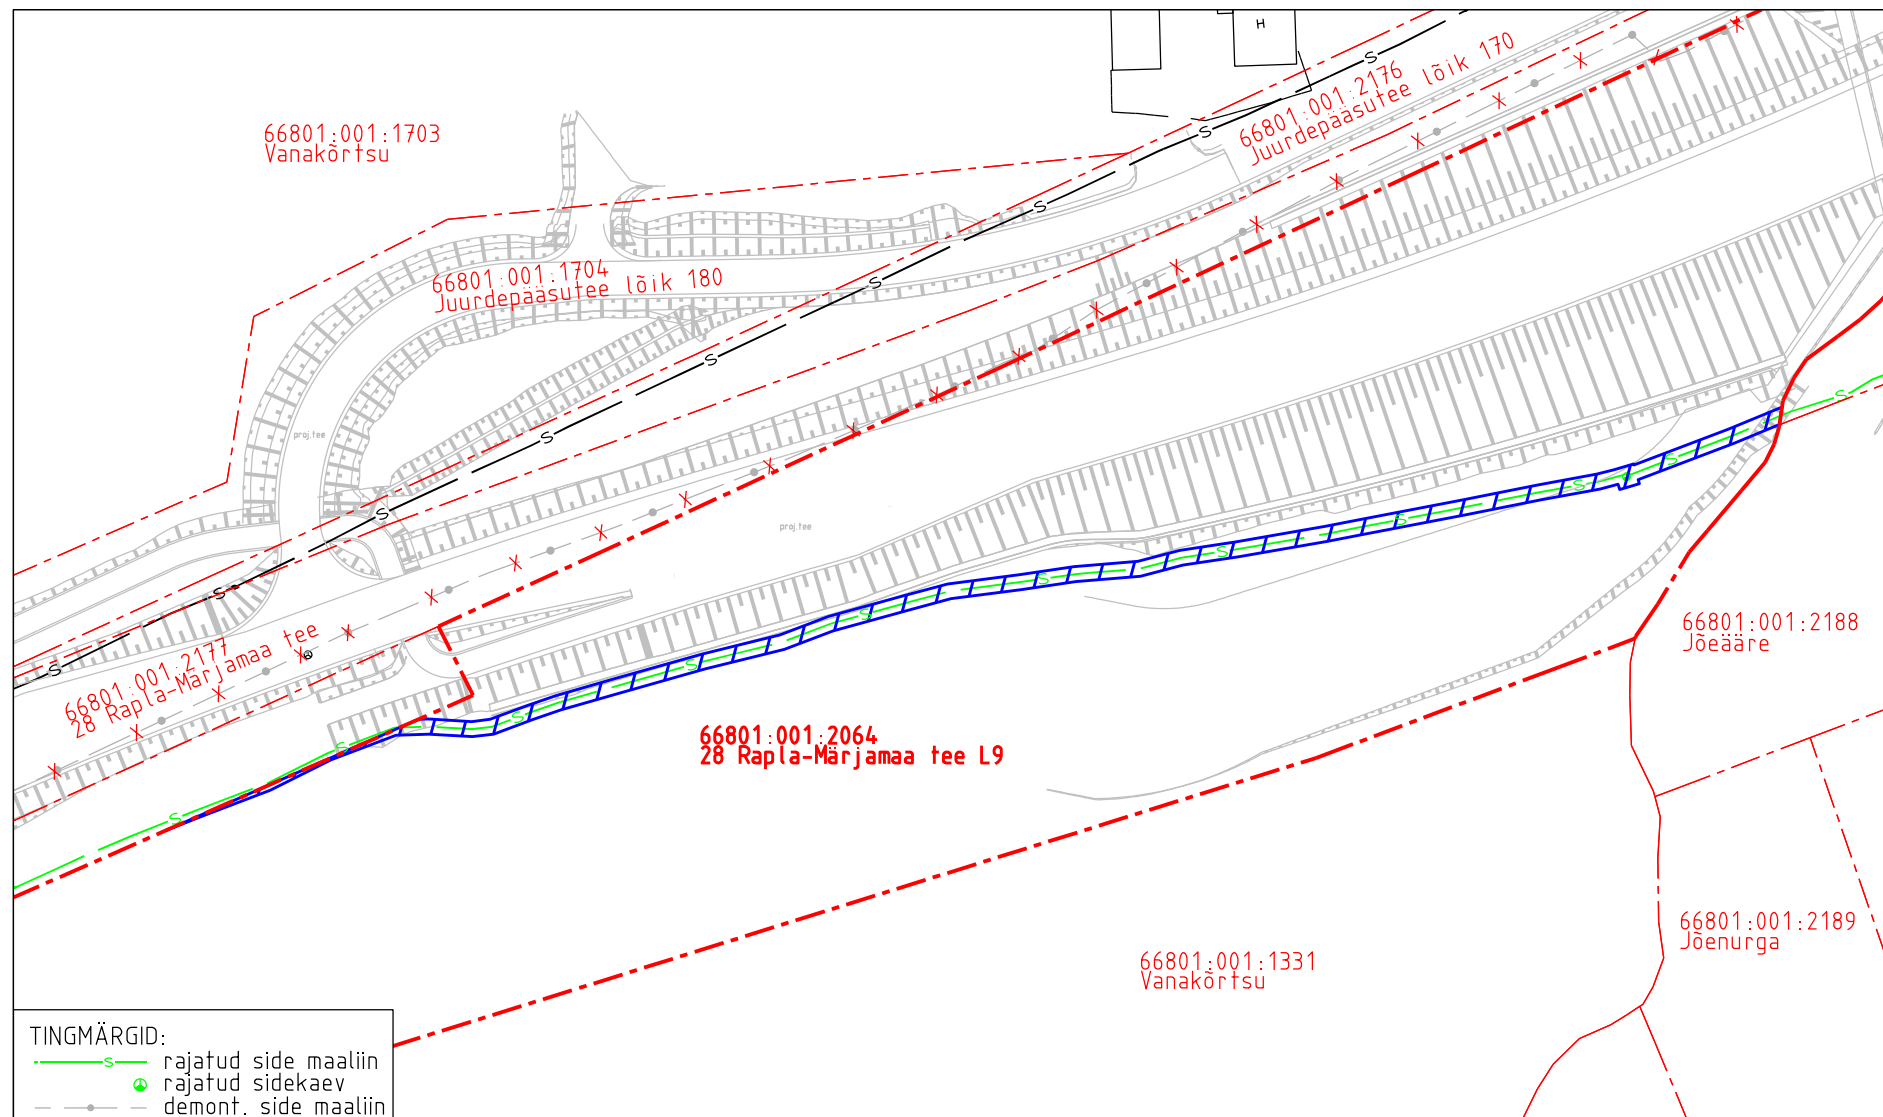 H
66801:001:2176
Juurdepääsutee lõik 170
66801:001:1703
Vanakõrtsu
66801:001:1704
Juurdepääsutee lõik 180
proj.tee
proj.tee
66801:001:2177
28 Rapla-Märjamaa tee
66801:001:2188
Jõeääre
66801:001:2064
28 Rapla-Märjamaa tee L9
66801:001:2189
Jõenurga
66801:001:1331
Vanakõrtsu
TINGMÄRGID:
S rajatud side maaliin
rajatud sidekaev
demont. side maaliin